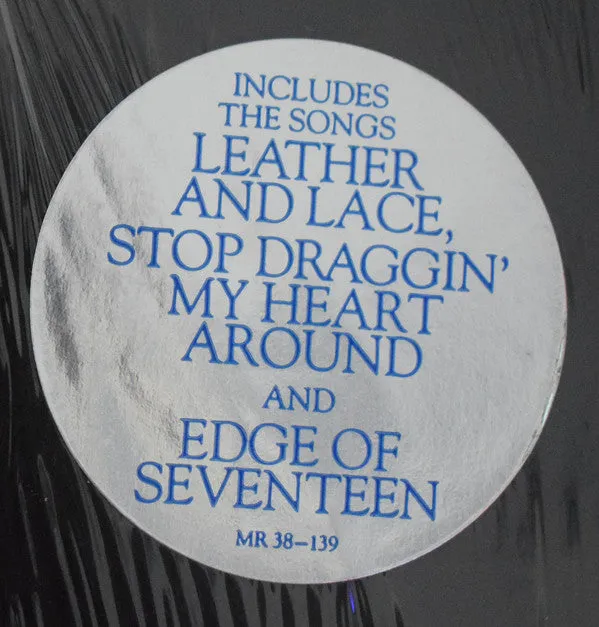 INCLUDES
THE SONGS
LEATHER
AND LACE,
STOP DRAGGIN'
MY HEART
AROUND
AND
EDGE OF
SEVENTEEN
MR 38–139